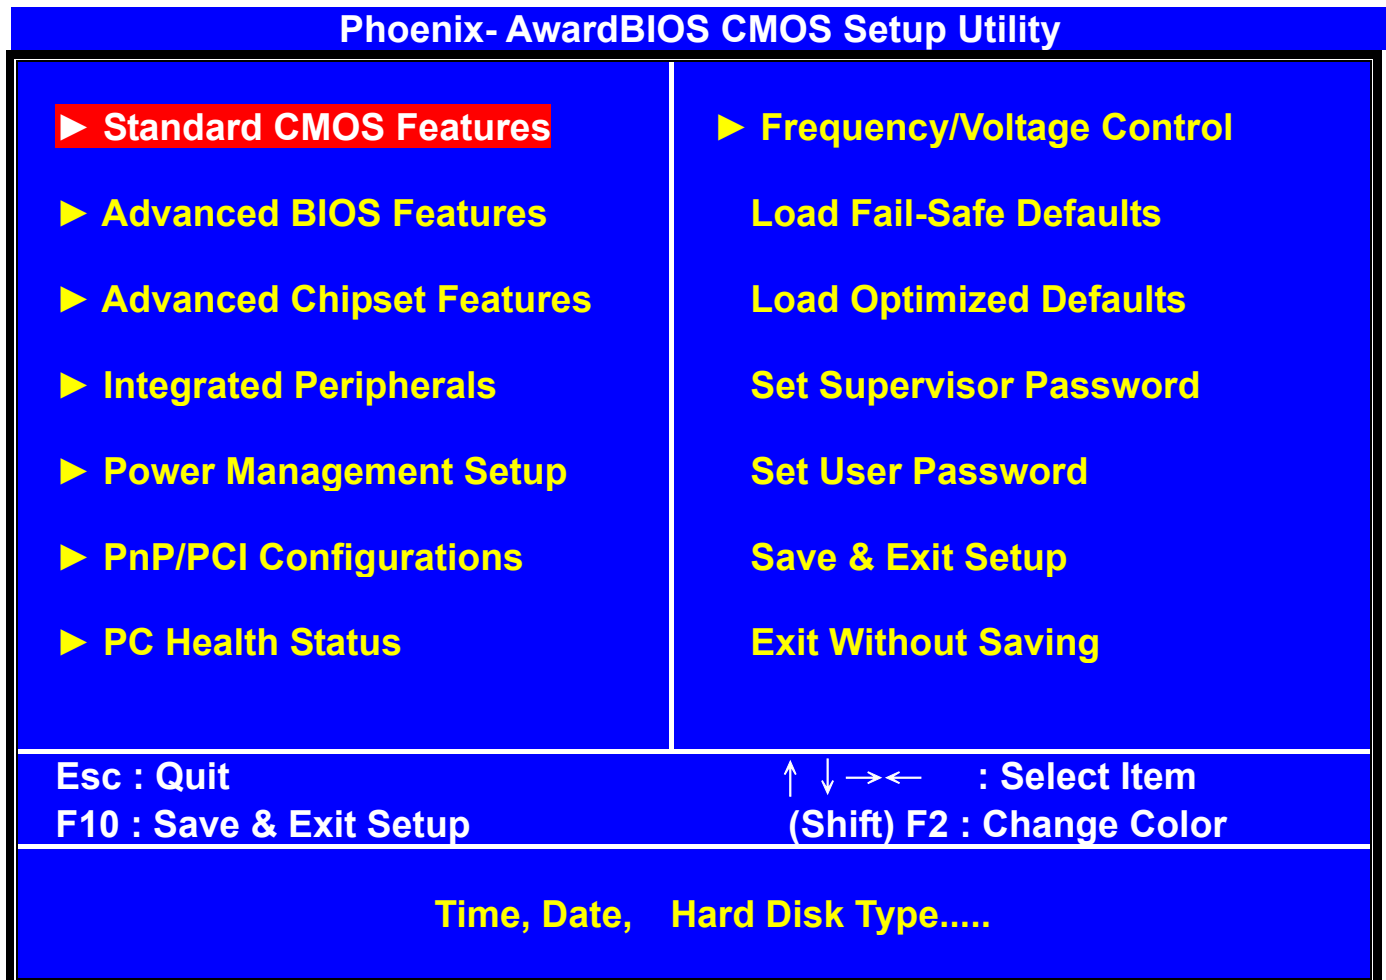 Phoenix- AwardBIOS CMOS Setup Utility
► Standard CMOS Features
► Advanced BIOS Features
► Advanced Chipset Features
► Integrated Peripherals
► Power Management Setup
► PnP/PCI Configurations
► PC Health Status
► Frequency/Voltage Control
Load Fail-Safe Defaults
Load Optimized Defaults
Set Supervisor Password
Set User Password
Save & Exit Setup
Exit Without Saving
Esc : Quit
F10 : Save & Exit Setup
↑ ↓ → ← : Select Item
(Shift) F2 : Change Color
Time, Date, Hard Disk Type.....